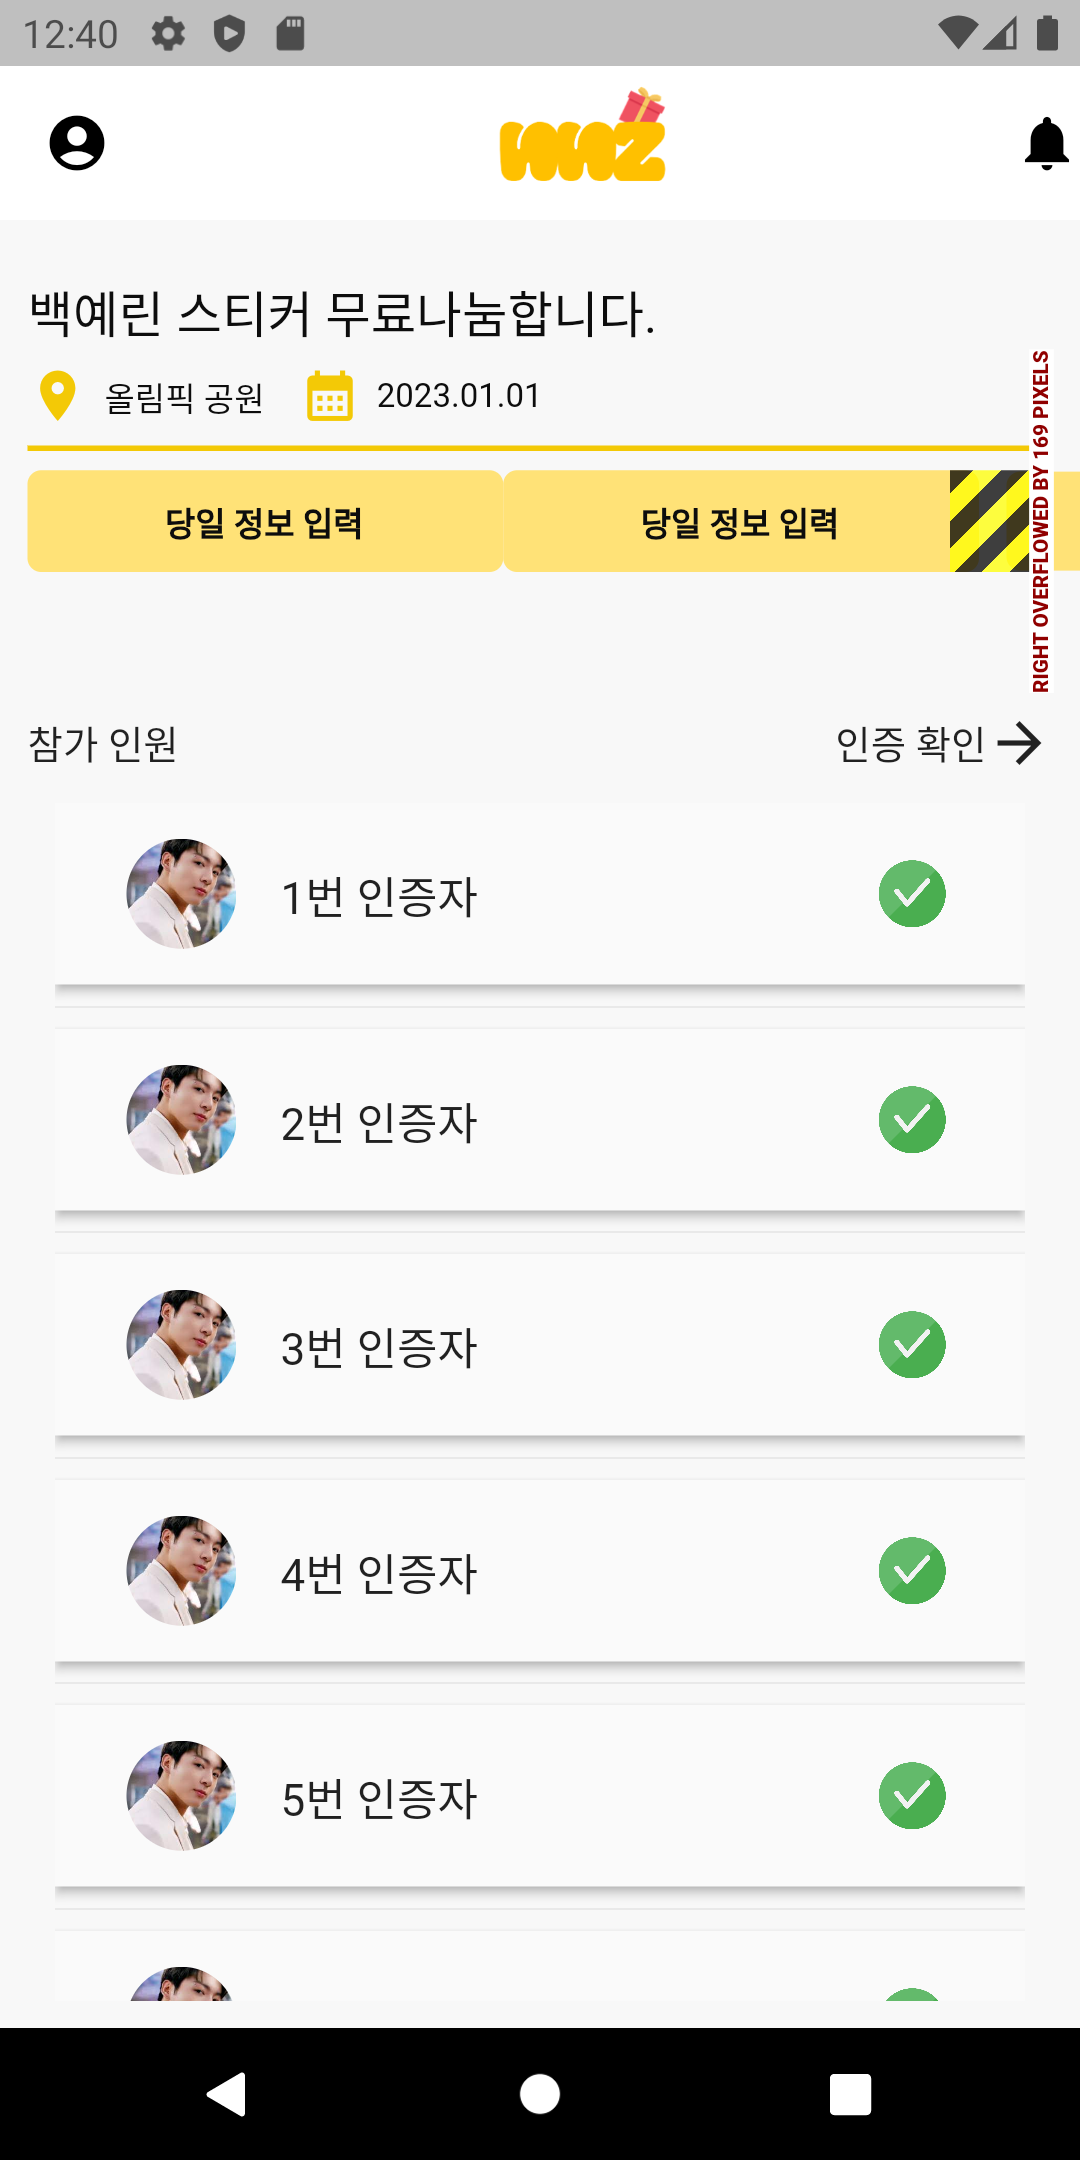 12:40
백예린 스티커 무료나눔합니다.
올림픽 공원 2023.01.01
당일 정보 입력 당일 정보 입력
RIGHT OVERFLOWED BY 169 PIXELS
참가 인원 인증 확인
1번 인증자
2번 인증자
3번 인증자
4번 인증자
5번 인증자